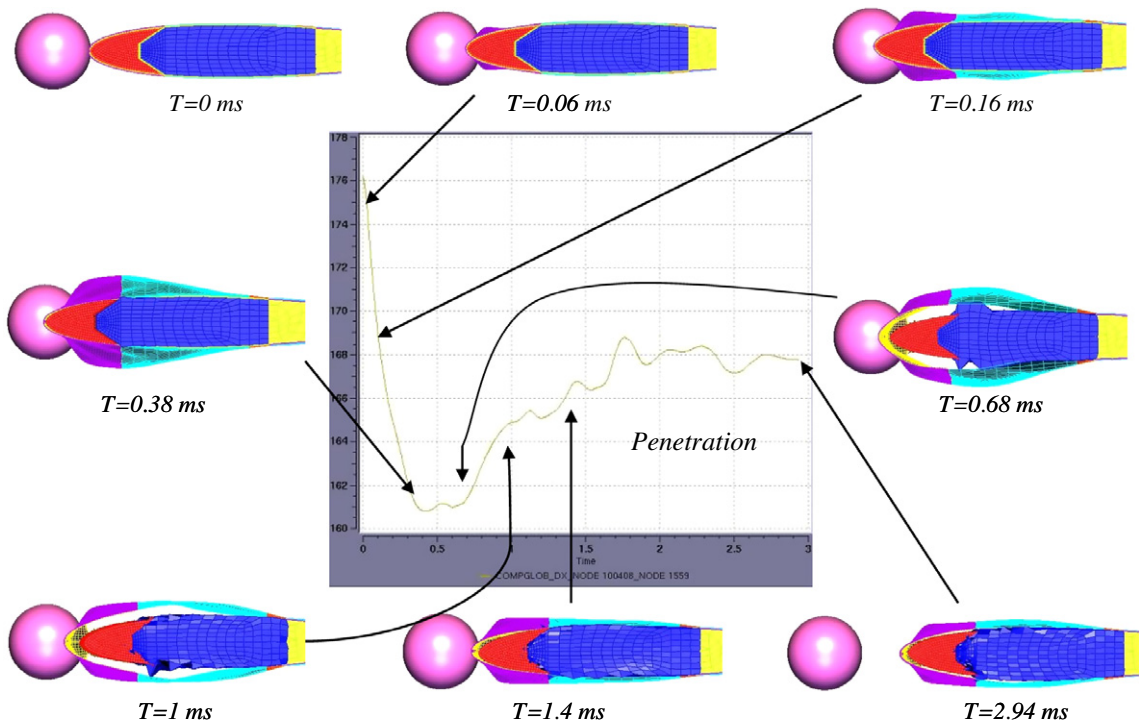 T=0 ms
T=0.06 ms
T=0.16 ms
178
176
174
172
170
168
166
164
162
160
T=0.38 ms
T=0.68 ms
Penetration
0 0.5 1 1.5 2 2.5 3
Time
COMPGLOB_DX_NODE 100408_NODE 1559
T=1 ms
T=1.4 ms
T=2.94 ms